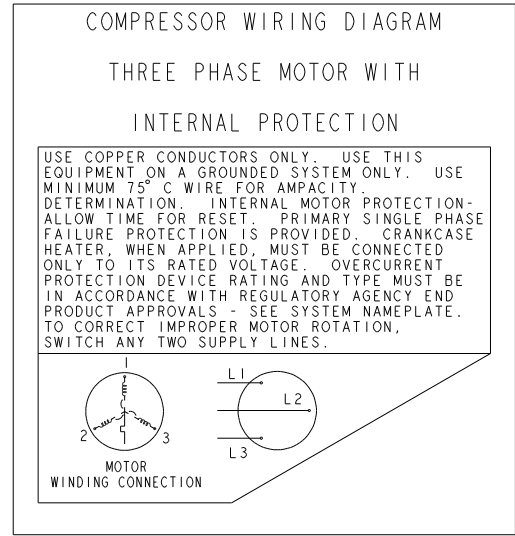 COMPRESSOR WIRING DIAGRAM
THREE PHASE MOTOR WITH
INTERNAL PROTECTION
USE COPPER CONDUCTORS ONLY. USE THIS
EQUIPMENT ON A GROUNDED SYSTEM ONLY. USE
MINIMUM 75° C WIRE FOR AMPACITY.
DETERMINATION. INTERNAL MOTOR PROTECTION-
ALLOW TIME FOR RESET. PRIMARY SINGLE PHASE
FAILURE PROTECTION IS PROVIDED. CRANKCASE
HEATER, WHEN APPLIED, MUST BE CONNECTED
ONLY TO ITS RATED VOLTAGE. OVERCURRENT
PROTECTION DEVICE RATING AND TYPE MUST BE
IN ACCORDANCE WITH REGULATORY AGENCY END
PRODUCT APPROVALS - SEE SYSTEM NAMEPLATE.
TO CORRECT IMPROPER MOTOR ROTATION,
SWITCH ANY TWO SUPPLY LINES.
1
2
3
MOTOR
WINDING CONNECTION
L1
L2
L3